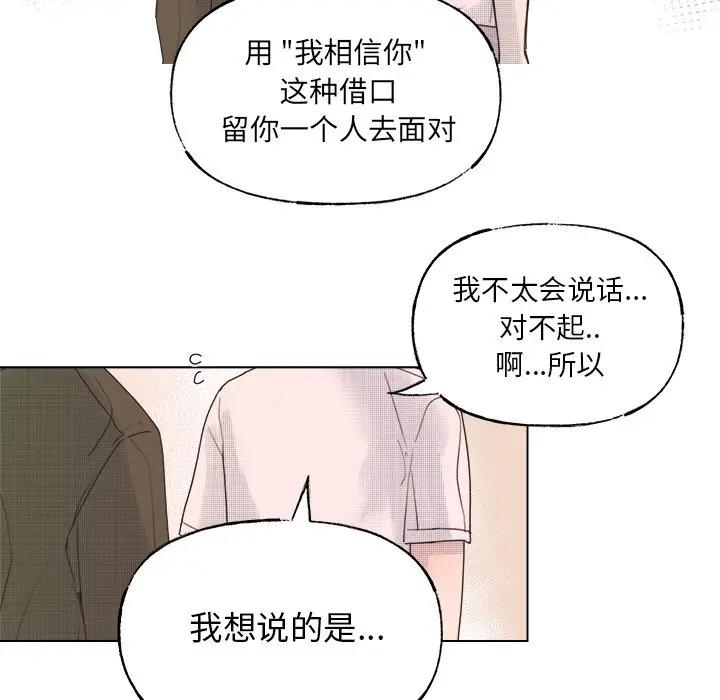 用 "我相信你"
这种借口
留你一个人去面对
我不太会说话...
对不起..
啊...所以
我想说的是...